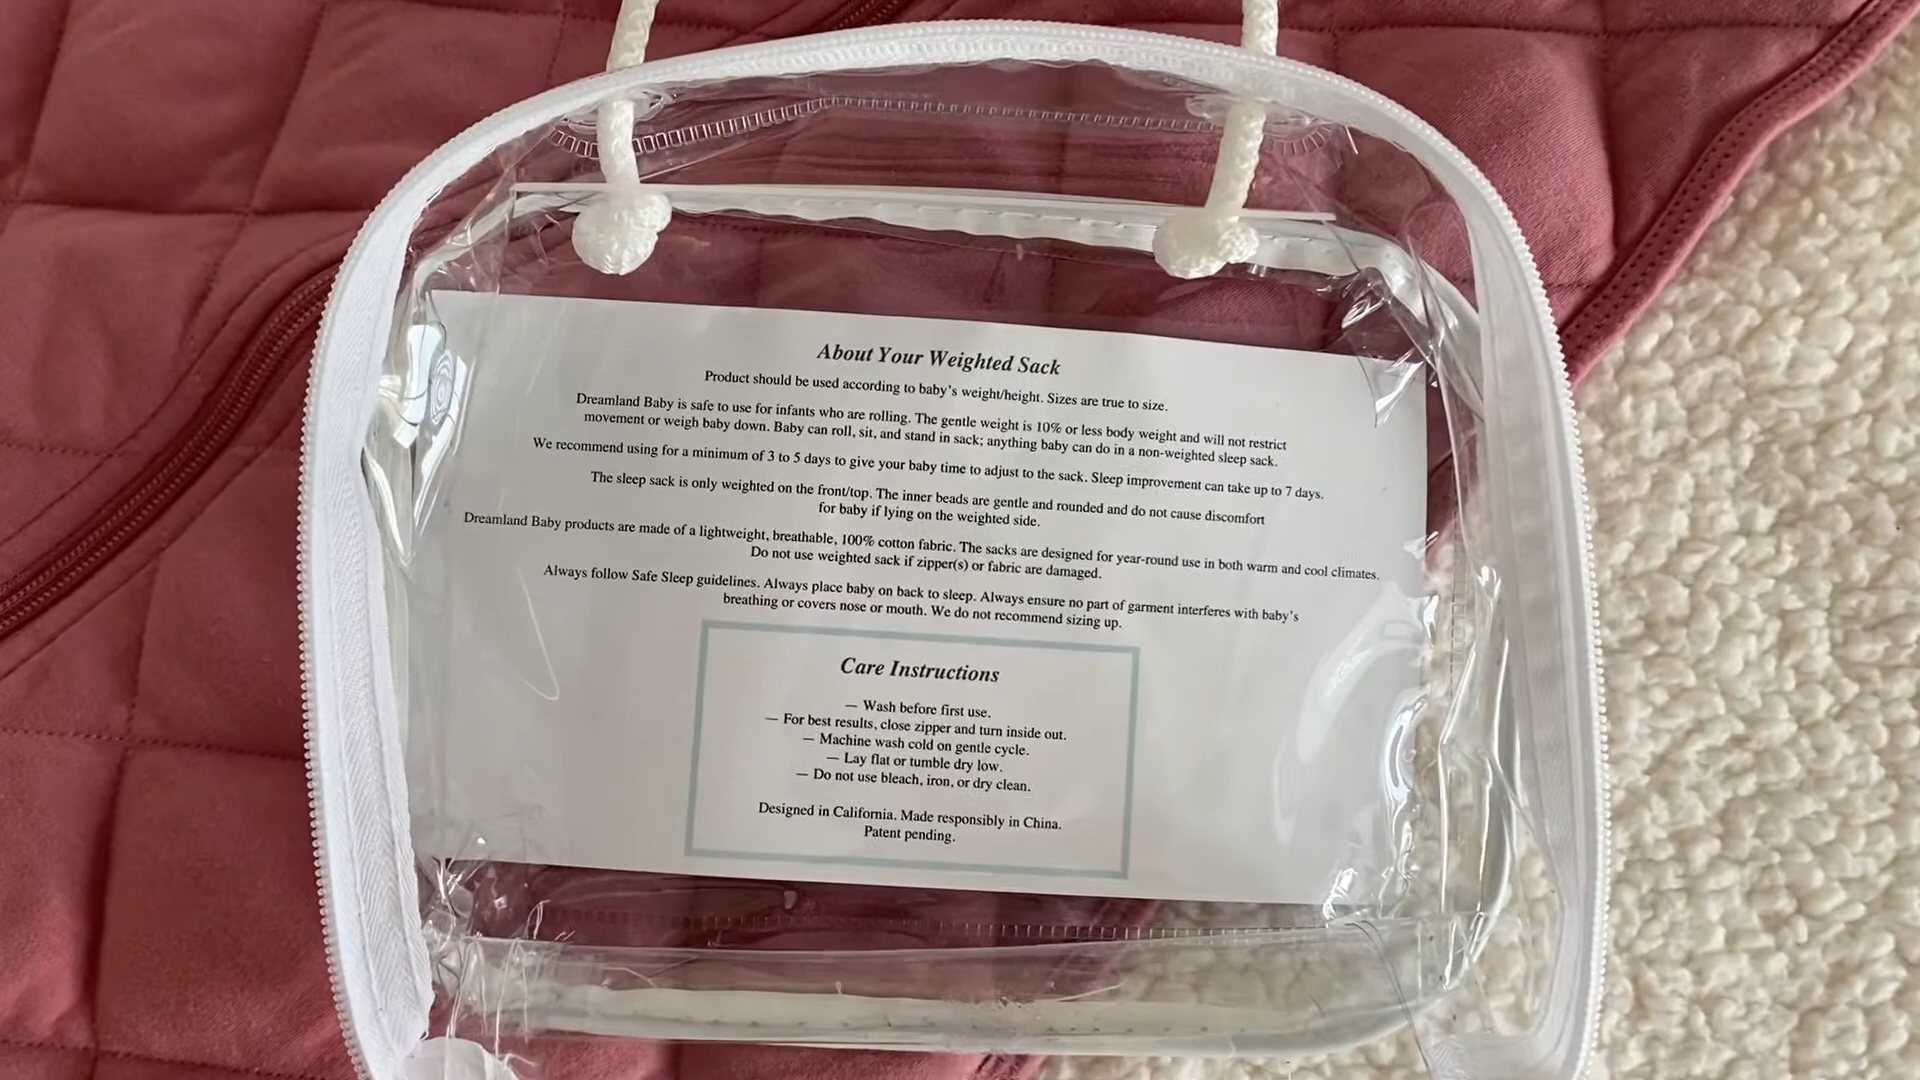 About Your Weighted Sack
Product should be used according to baby's weight/height. Sizes are true to size.
Dreamland Baby is safe to use for infants who are rolling. The gentle weight is 10% or less body weight and will not restrict
movement or weigh baby down. Baby can roll, sit, and stand in sack; anything baby can do in a non-weighted sleep sack.
We recommend using for a minimum of 3 to 5 days to give your baby time to adjust to the sack. Sleep improvement can take up to 7 days.
The sleep sack is only weighted on the front/top. The inner beads are gentle and rounded and do not cause discomfort
for baby if lying on the weighted side.
Dreamland Baby products are made of a lightweight, breathable, 100% cotton fabric. The sacks are designed for year-round use in both warm and cool climates.
Do not use weighted sack if zipper(s) or fabric are damaged.
Always follow Safe Sleep guidelines. Always place baby on back to sleep. Always ensure no part of garment interferes with baby's
breathing or covers nose or mouth. We do not recommend sizing up.
Care Instructions
— Wash before first use.
— For best results, close zipper and turn inside out.
— Machine wash cold on gentle cycle.
— Lay flat or tumble dry low.
— Do not use bleach, iron, or dry clean.
Designed in California. Made responsibly in China.
Patent pending.